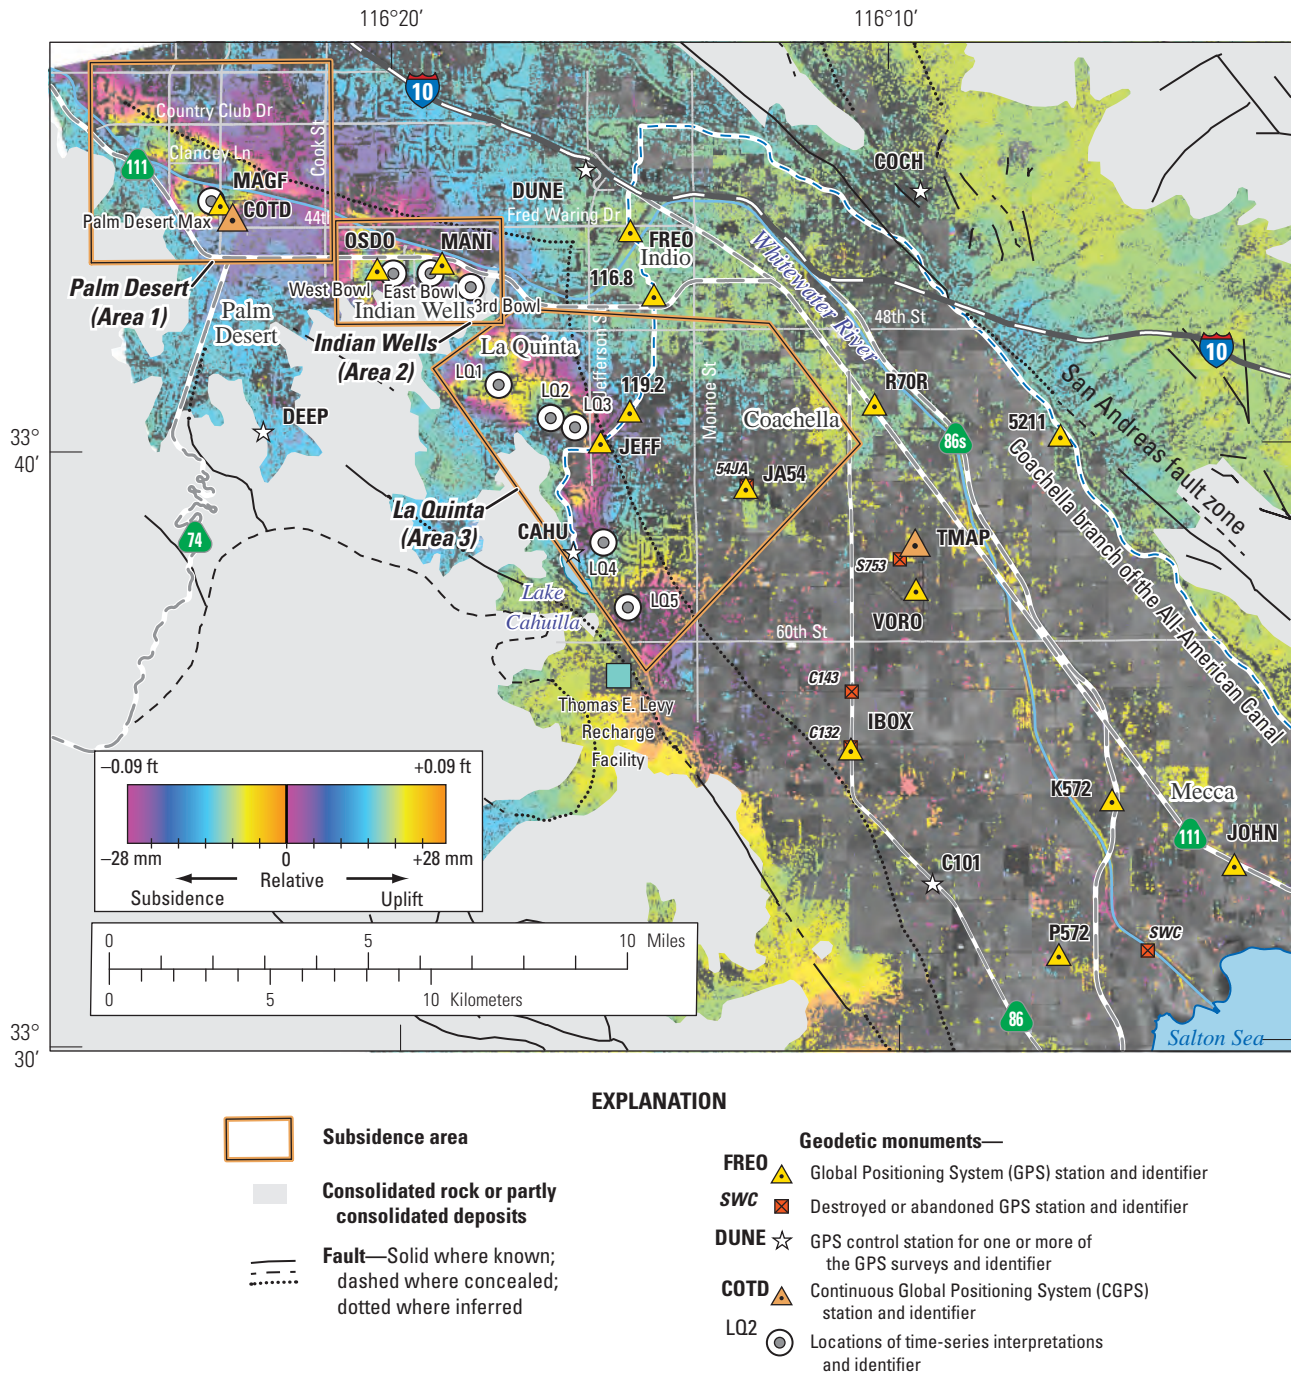 116°20′
116°10′
10
Country Club Dr
Cook St
Clancey Ln
111
MAGF
COTD
Palm Desert Max
44th
DUNE
Fred Waring Dr
COCH
OSDO
MANI
FREO
Indio
116.8
Whitewater River
Palm Desert
(Area 1)
West Bowl
East Bowl
3rd Bowl
Indian Wells
Palm
Desert
Indian Wells
(Area 2)
La Quinta
Jefferson St
48th St
10
LQ1
LQ2
LQ3
119.2
Monroe St
R70R
San Andreas fault zone
DEEP
Coachella
5211
33°
40′
JEFF
86s
54JA
JA54
La Quinta
(Area 3)
74
CAHU
LQ4
TMAP
S753
Coachella branch of the All-American Canal
Lake
Cahuilla
LQ5
VORO
60th St
Thomas E. Levy
Recharge
Facility
C143
IBOX
C132
K572
Mecca
111
JOHN
C101
–0.09 ft
+0.09 ft
–28 mm
0
+28 mm
Relative
Subsidence
Uplift
0
5
10 Miles
0
5
10 Kilometers
P572
SWC
86
Salton Sea
33°
30′
EXPLANATION
Subsidence area
Consolidated rock or partly
consolidated deposits
Fault—Solid where known;
dashed where concealed;
dotted where inferred
Geodetic monuments—
FREO
Global Positioning System (GPS) station and identifier
SWC
Destroyed or abandoned GPS station and identifier
DUNE
GPS control station for one or more of
the GPS surveys and identifier
COTD
Continuous Global Positioning System (CGPS)
station and identifier
LQ2
Locations of time-series interpretations
and identifier